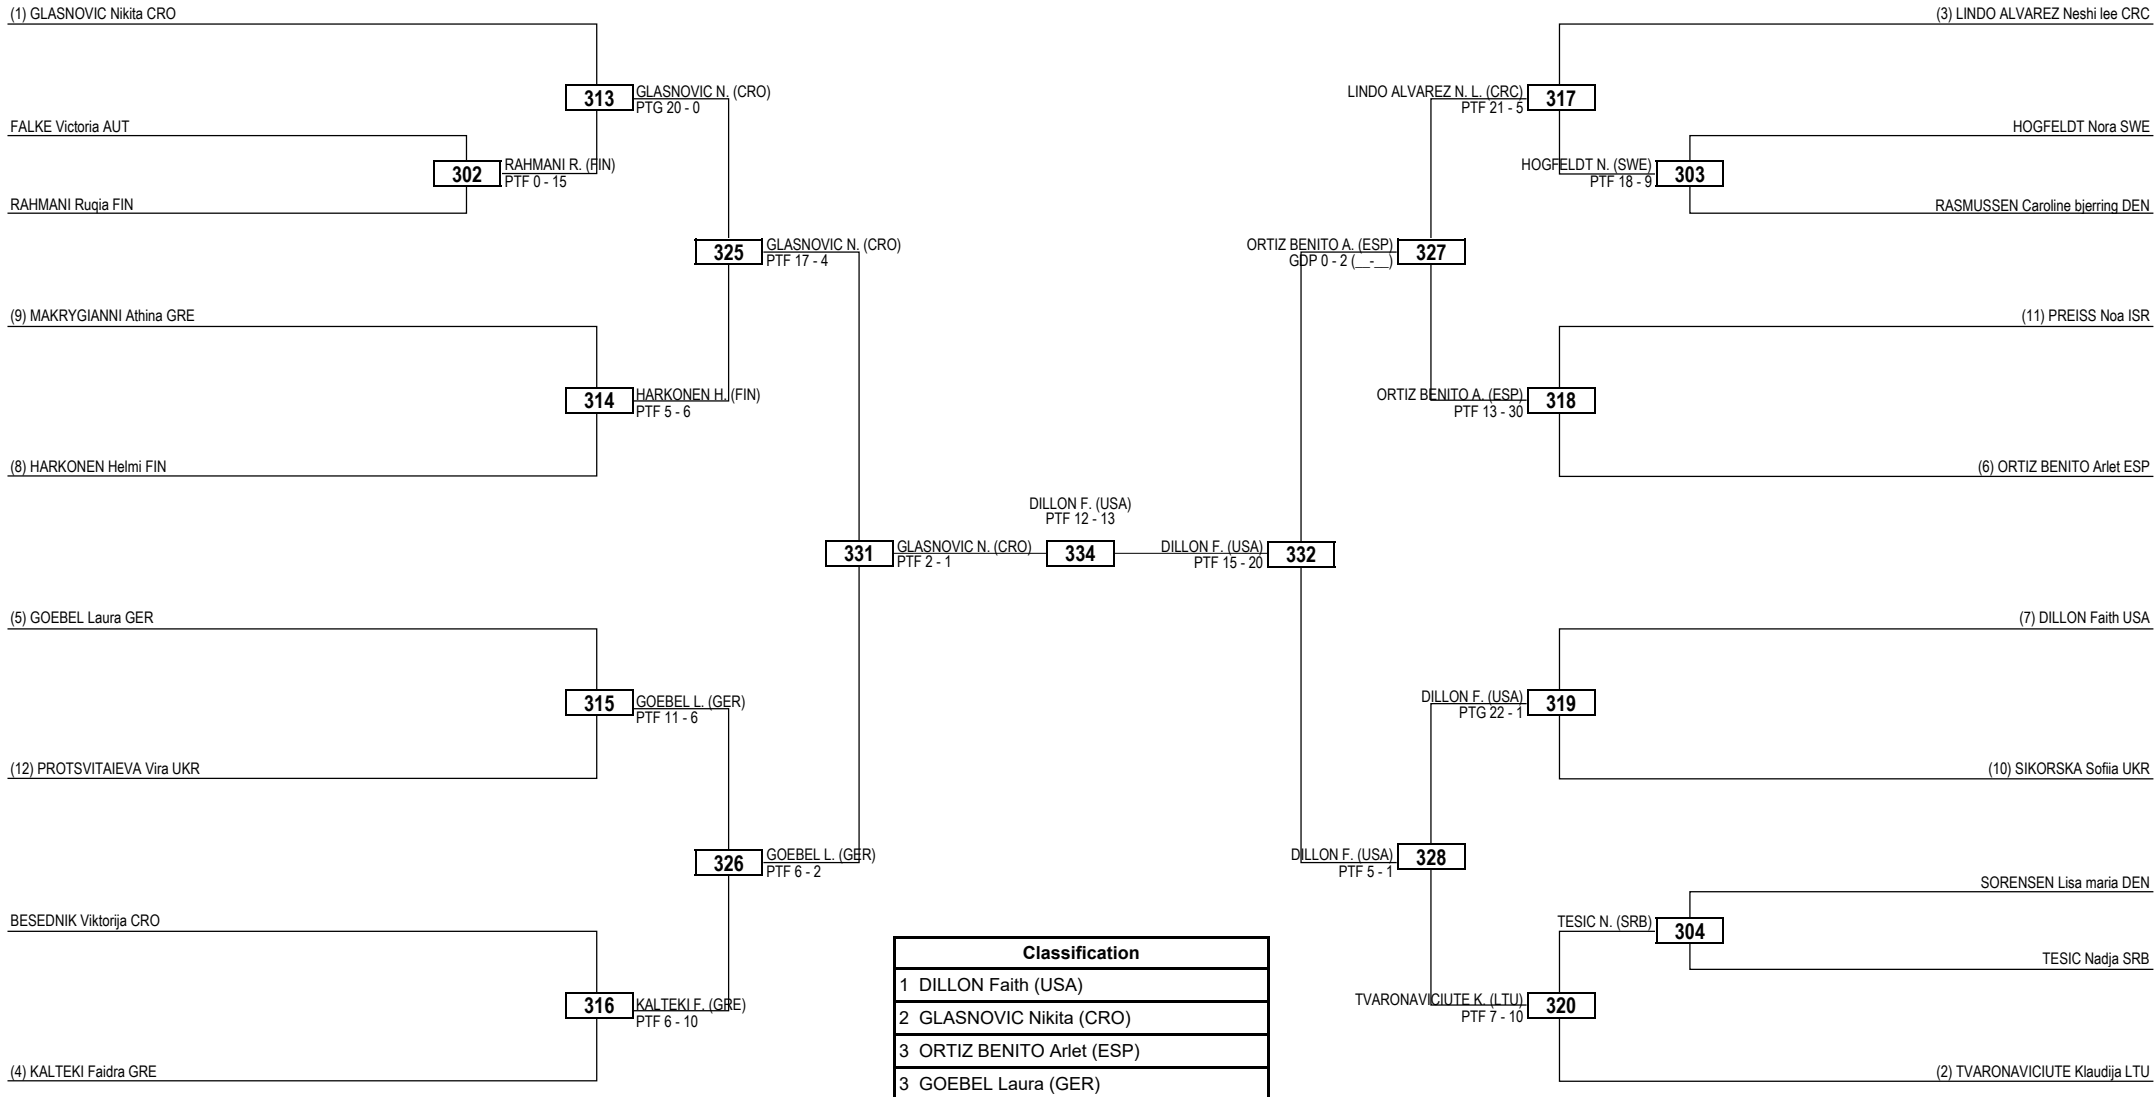 (1) GLASNOVIC Nikita CRO
313
GLASNOVIC N. (CRO)
PTG 20 - 0
FALKE Victoria AUT
302
RAHMANI R. (FIN)
PTF 0 - 15
RAHMANI Ruqia FIN
325
GLASNOVIC N. (CRO)
PTF 17 - 4
(9) MAKRYGIANNI Athina GRE
314
HARKONEN H. (FIN)
PTF 5 - 6
(8) HARKONEN Helmi FIN
331
GLASNOVIC N. (CRO)
PTF 2 - 1
(5) GOEBEL Laura GER
315
GOEBEL L. (GER)
PTF 11 - 6
(12) PROTSVITAIEVA Vira UKR
326
GOEBEL L. (GER)
PTF 6 - 2
BESEDNIK Viktorija CRO
316
KALTEKI F. (GRE)
PTF 6 - 10
(4) KALTEKI Faidra GRE
DILLON F. (USA)
PTF 12 - 13
334
(3) LINDO ALVAREZ Neshi lee CRC
LINDO ALVAREZ N. L. (CRC)
PTF 21 - 5
317
HOGFELDT Nora SWE
HOGFELDT N. (SWE)
PTF 18 - 9
303
RASMUSSEN Caroline bjerring DEN
ORTIZ BENITO A. (ESP)
GDP 0 - 2 (__-__)
327
(11) PREISS Noa ISR
ORTIZ BENITO A. (ESP)
PTF 13 - 30
318
(6) ORTIZ BENITO Arlet ESP
DILLON F. (USA)
PTF 15 - 20
332
(7) DILLON Faith USA
DILLON F. (USA)
PTG 22 - 1
319
(10) SIKORSKA Sofiia UKR
DILLON F. (USA)
PTF 5 - 1
328
SORENSEN Lisa maria DEN
TESIC N. (SRB)
304
TESIC Nadja SRB
TVARONAVICIUTE K. (LTU)
PTF 7 - 10
320
(2) TVARONAVICIUTE Klaudija LTU
Classification
1 DILLON Faith (USA)
2 GLASNOVIC Nikita (CRO)
3 ORTIZ BENITO Arlet (ESP)
3 GOEBEL Laura (GER)